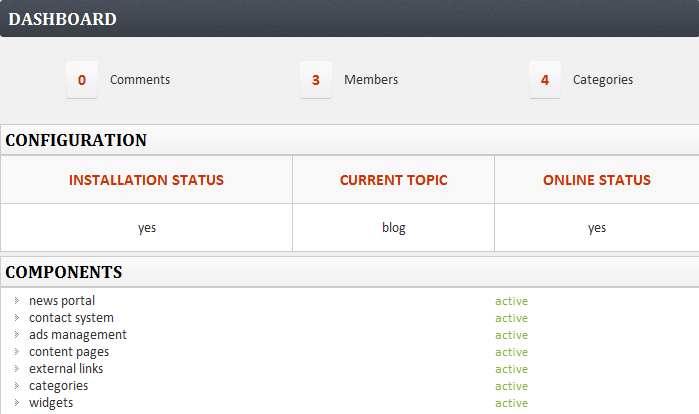 DASHBOARD
0 Comments 3 Members 4 Categories
CONFIGURATION
INSTALLATION STATUS CURRENT TOPIC ONLINE STATUS
yes blog yes
COMPONENTS
news portal active
contact system active
ads management active
content pages active
external links active
categories active
widgets active